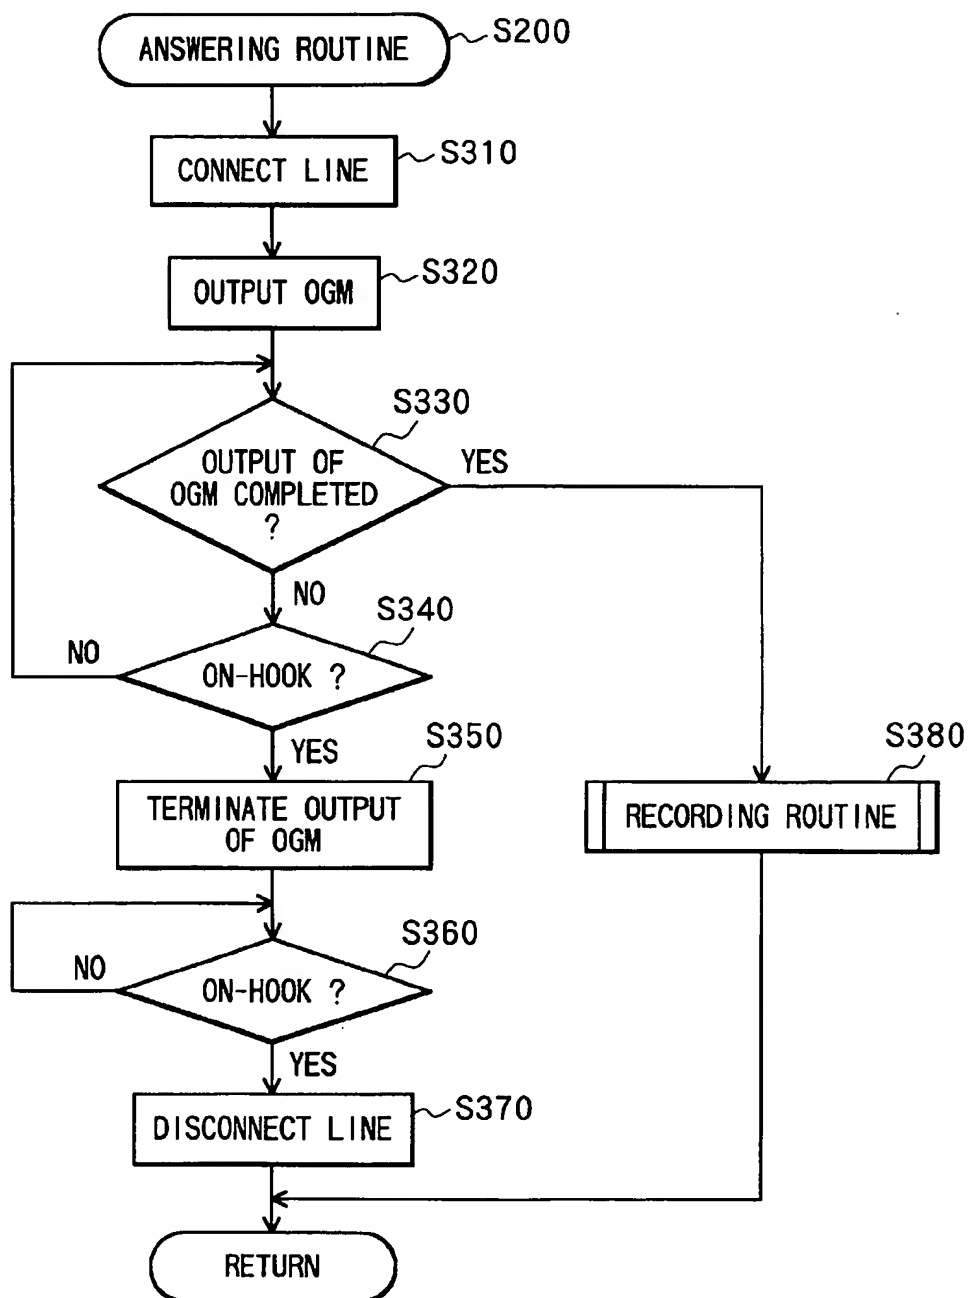 ANSWERING ROUTINE
S200
CONNECT LINE
S310
OUTPUT OGM
S320
S330
OUTPUT OF
OGM COMPLETED
?
YES
NO
S340
NO
ON-HOOK ?
YES
S350
TERMINATE OUTPUT
OF OGM
S380
RECORDING ROUTINE
S360
NO
ON-HOOK ?
YES
DISCONNECT LINE
S370
RETURN